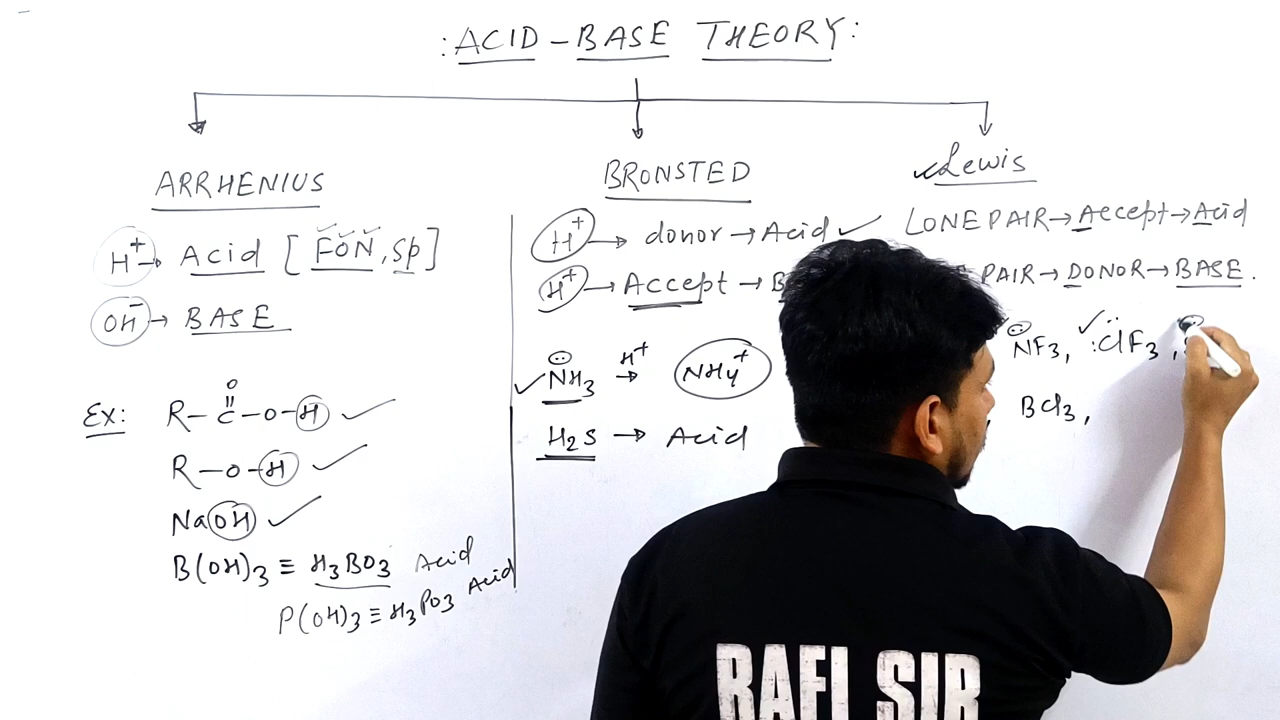 : ACID – BASE THEORY :
ARRHENIUS
H⁺ → Acid [ FON, sp ]
OH⁻ → BASE
Ex: R – C – O – H ✓
O
R – O – H ✓
NaOH ✓
B(OH)3 ≡ H3BO3 Acid
P(OH)3 ≡ H3PO3 Acid
BRONSTED
H⁺ → donor → Acid ✓
H⁺ → Accept →
✓ NH3 H⁺ → NH4⁺
H2S → Acid
Lewis
LONE PAIR → Accept → Acid
PAIR → DONOR → BASE.
NF3, ✓ :ClF3,
BCl3,
RAFI SIR